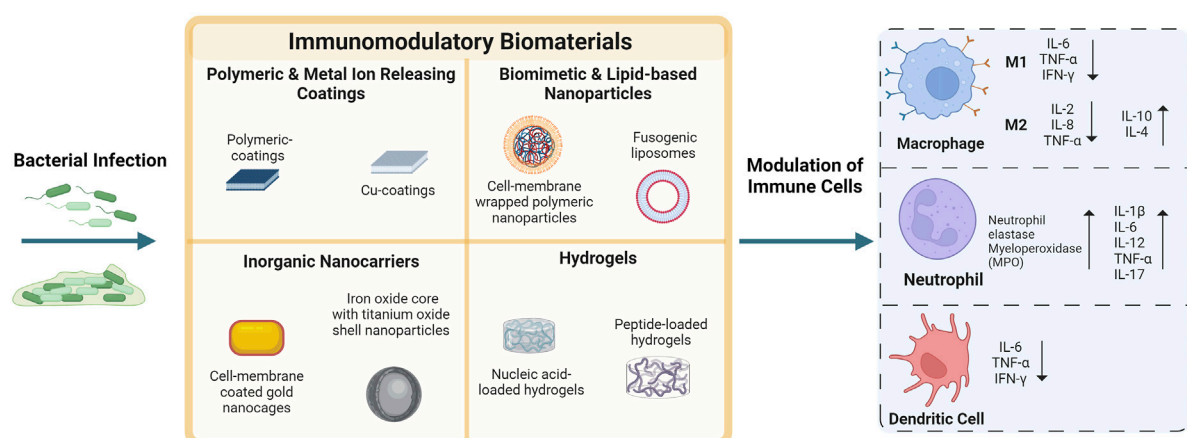 Bacterial Infection
Immunomodulatory Biomaterials
Polymeric & Metal Ion Releasing
Coatings
Polymeric-
coatings
Cu-coatings
Biomimetic & Lipid-based
Nanoparticles
Cell-membrane
wrapped polymeric
nanoparticles
Fusogenic
liposomes
Inorganic Nanocarriers
Cell-membrane
coated gold
nanocages
Iron oxide core
with titanium oxide
shell nanoparticles
Hydrogels
Nucleic acid-
loaded hydrogels
Peptide-loaded
hydrogels
Modulation of
Immune Cells
Macrophage
M1
IL-6
TNF-α
IFN-γ
M2
IL-2
IL-8
TNF-α
IL-10
IL-4
Neutrophil
Neutrophil
elastase
Myeloperoxidase
(MPO)
IL-1β
IL-6
IL-12
TNF-α
IL-17
Dendritic Cell
IL-6
TNF-α
IFN-γ